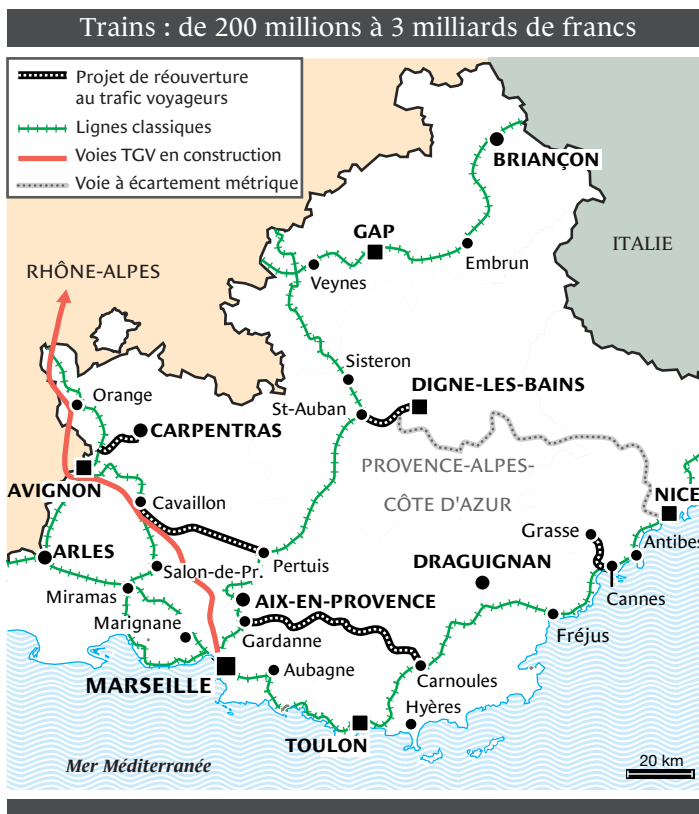 Trains : de 200 millions à 3 milliards de francs
Projet de réouverture
au trafic voyageurs
Lignes classiques
Voies TGV en construction
Voie à écartement métrique
BRIANÇON
GAP
ITALIE
Embrun
RHÔNE-ALPES
Veynes
Sisteron
DIGNE-LES-BAINS
Orange
St-Auban
CARPENTRAS
PROVENCE-ALPES-
CÔTE D'AZUR
AVIGNON
Cavaillon
NICE
Grasse
Antibes
ARLES
Salon-de-Pr.
Pertuis
DRAGUIGNAN
Miramas
AIX-EN-PROVENCE
Cannes
Marignane
Gardanne
Fréjus
MARSEILLE
Aubagne
Carnoules
Hyères
TOULON
Mer Méditerranée
20 km